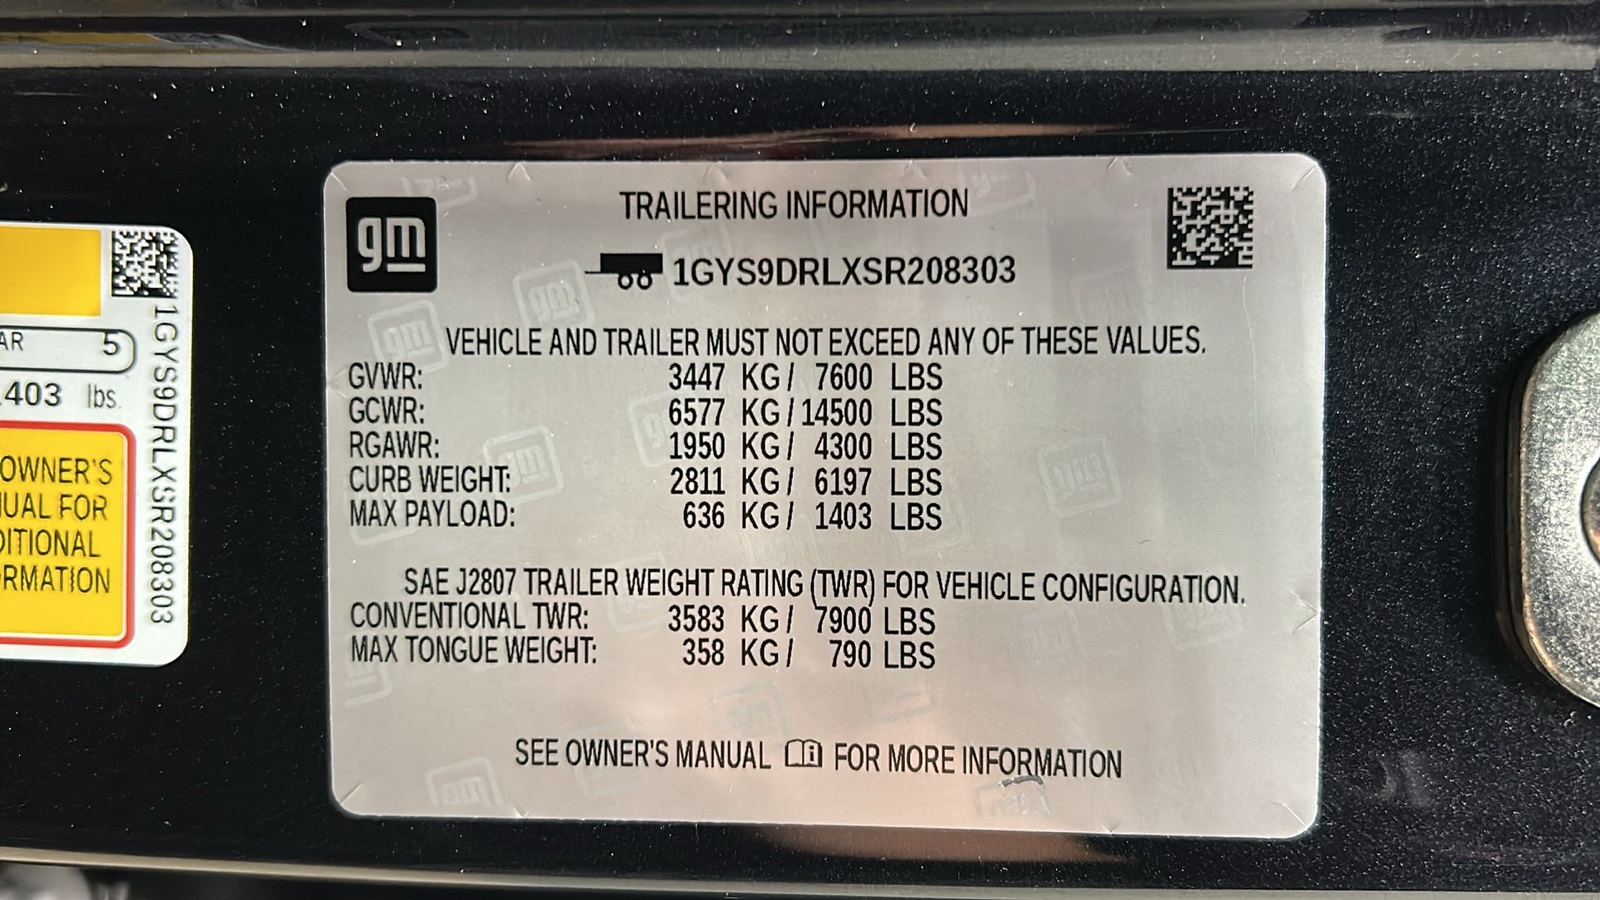 AR 5
403 lbs.
OWNER'S
UAL FOR
DITIONAL
RMATION
1GYS9DRLXSR208303
gm
TRAILERING INFORMATION
1GYS9DRLXSR208303
VEHICLE AND TRAILER MUST NOT EXCEED ANY OF THESE VALUES.
GVWR: 3447 KG/ 7600 LBS
GCWR: 6577 KG/14500 LBS
RGAWR: 1950 KG/ 4300 LBS
CURB WEIGHT: 2811 KG/ 6197 LBS
MAX PAYLOAD: 636 KG/ 1403 LBS
SAE J2807 TRAILER WEIGHT RATING (TWR) FOR VEHICLE CONFIGURATION.
CONVENTIONAL TWR: 3583 KG/ 7900 LBS
MAX TONGUE WEIGHT: 358 KG/ 790 LBS
SEE OWNER'S MANUAL FOR MORE INFORMATION